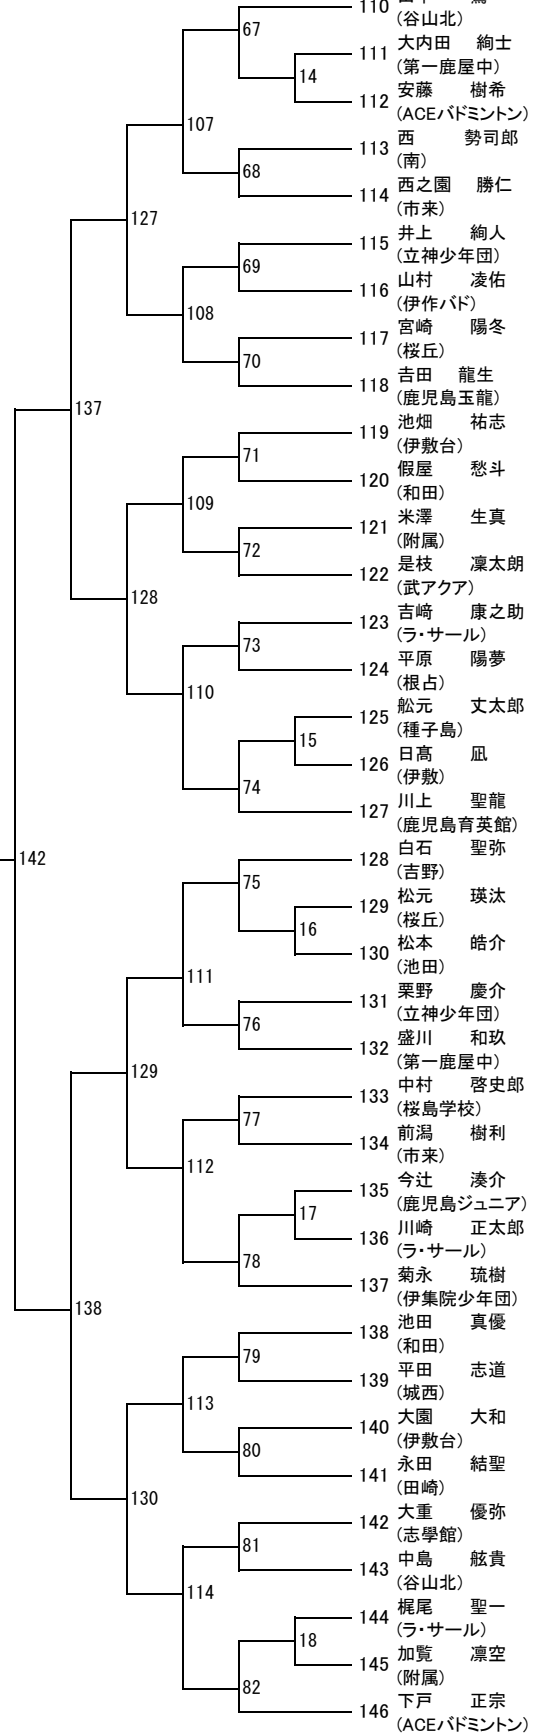 110
(谷山北)
67
111 大内田 絢士
(第一鹿屋中)
14
112 安藤 樹希
(ACEバドミントン)
107
113 西 勢司郎
(南)
68
114 西之園 勝仁
(市来)
127
115 井上 絢人
(立神少年団)
69
116 山村 凌佑
(伊作バド)
108
117 宮崎 陽冬
(桜丘)
70
118 𠮷田 龍生
(鹿児島玉龍)
137
119 池畑 祐志
(伊敷台)
71
120 假屋 愁斗
(和田)
109
121 米澤 生真
(附属)
72
122 是枝 凜太朗
(武アクア)
128
123 吉﨑 康之助
(ラ・サール)
73
124 平原 陽夢
(根占)
110
125 舩元 丈太郎
(種子島)
15
126 日髙 凪
(伊敷)
74
127 川上 聖龍
(鹿児島育英館)
142
128 白石 聖弥
(吉野)
75
129 松元 瑛汰
(桜丘)
16
130 松本 皓介
(池田)
111
131 栗野 慶介
(立神少年団)
76
132 盛川 和玖
(第一鹿屋中)
129
133 中村 啓史郎
(桜島学校)
77
134 前潟 樹利
(市来)
112
135 今辻 湊介
(鹿児島ジュニア)
17
136 川崎 正太郎
(ラ・サール)
78
137 菊永 琉樹
(伊集院少年団)
138
138 池田 真優
(和田)
79
139 平田 志道
(城西)
113
140 大園 大和
(伊敷台)
80
141 永田 結聖
(田崎)
130
142 大重 優弥
(志學館)
81
143 中島 舷貴
(谷山北)
114
144 梶尾 聖一
(ラ・サール)
18
145 加覧 凛空
(附属)
82
146 下戸 正宗
(ACEバドミントン)